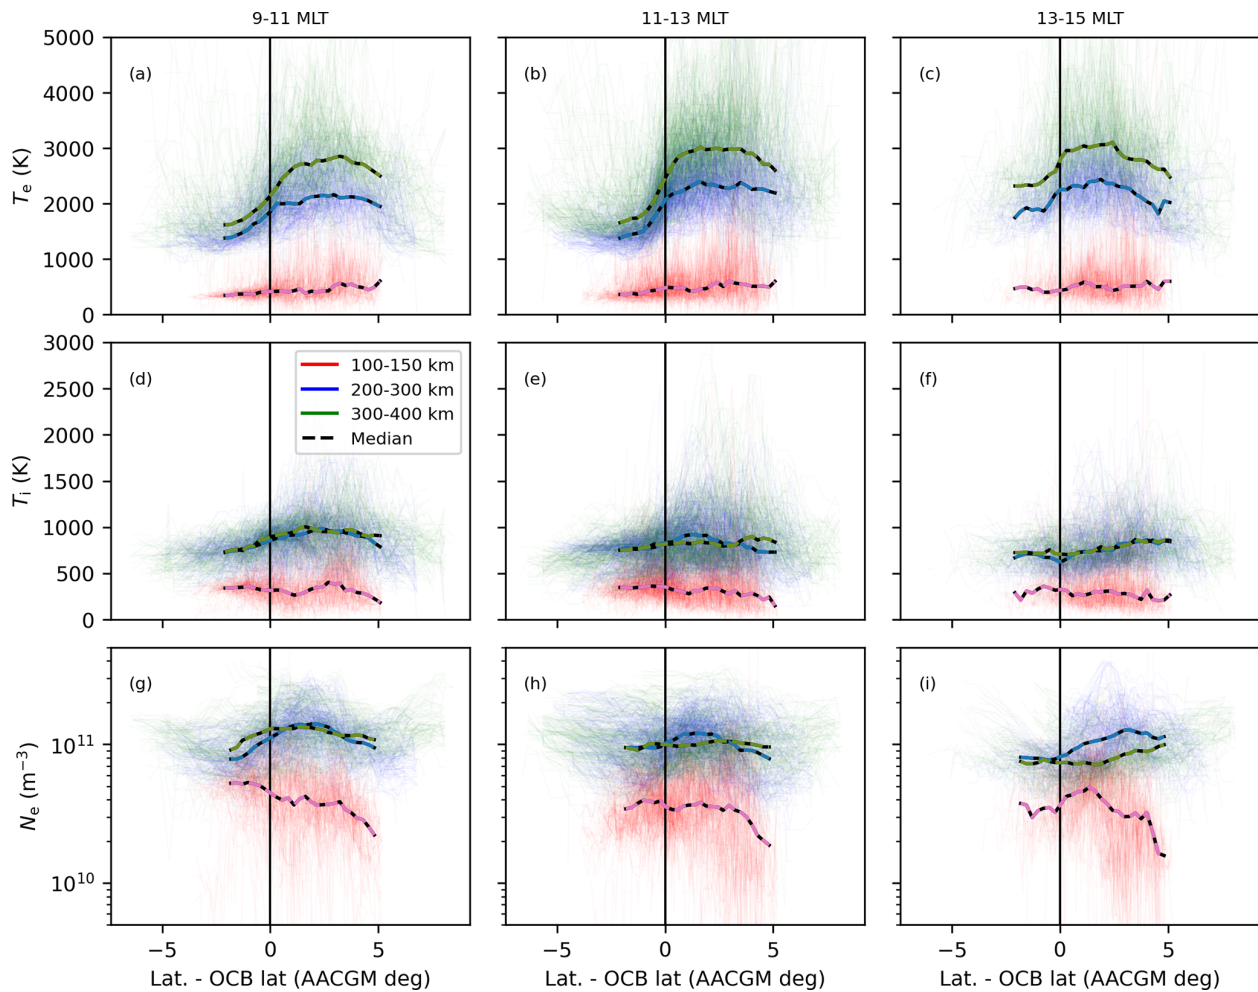 9-11 MLT
11-13 MLT
13-15 MLT
(a)
(b)
(c)
5000
4000
3000
2000
1000
0
Te (K)
(d)
(e)
(f)
100-150 km
200-300 km
300-400 km
Median
3000
2500
2000
1500
1000
500
0
Ti (K)
(g)
(h)
(i)
10^11
10^10
Ne (m^−3)
−5 0 5
−5 0 5
−5 0 5
Lat. - OCB lat (AACGM deg)
Lat. - OCB lat (AACGM deg)
Lat. - OCB lat (AACGM deg)